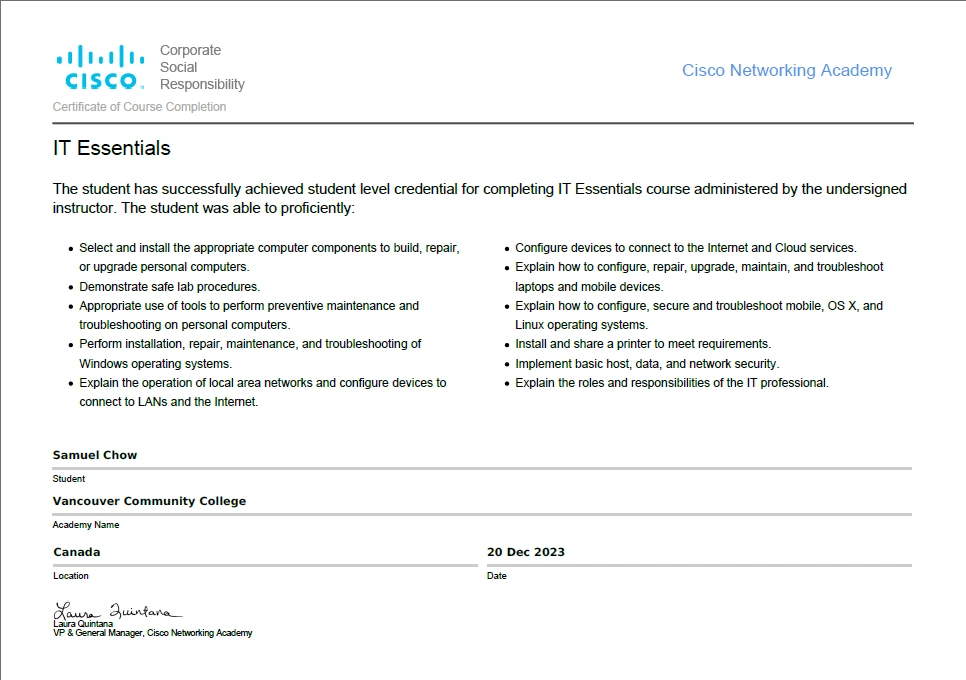 CISCO
Corporate
Social
Responsibility
Cisco Networking Academy
Certificate of Course Completion
IT Essentials
The student has successfully achieved student level credential for completing IT Essentials course administered by the undersigned
instructor. The student was able to proficiently:
• Select and install the appropriate computer components to build, repair,
or upgrade personal computers.
• Demonstrate safe lab procedures.
• Appropriate use of tools to perform preventive maintenance and
troubleshooting on personal computers.
• Perform installation, repair, maintenance, and troubleshooting of
Windows operating systems.
• Explain the operation of local area networks and configure devices to
connect to LANs and the Internet.
• Configure devices to connect to the Internet and Cloud services.
• Explain how to configure, repair, upgrade, maintain, and troubleshoot
laptops and mobile devices.
• Explain how to configure, secure and troubleshoot mobile, OS X, and
Linux operating systems.
• Install and share a printer to meet requirements.
• Implement basic host, data, and network security.
• Explain the roles and responsibilities of the IT professional.
Samuel Chow
Student
Vancouver Community College
Academy Name
Canada
Location
20 Dec 2023
Date
Laura Quintana
Laura Quintana
VP & General Manager, Cisco Networking Academy